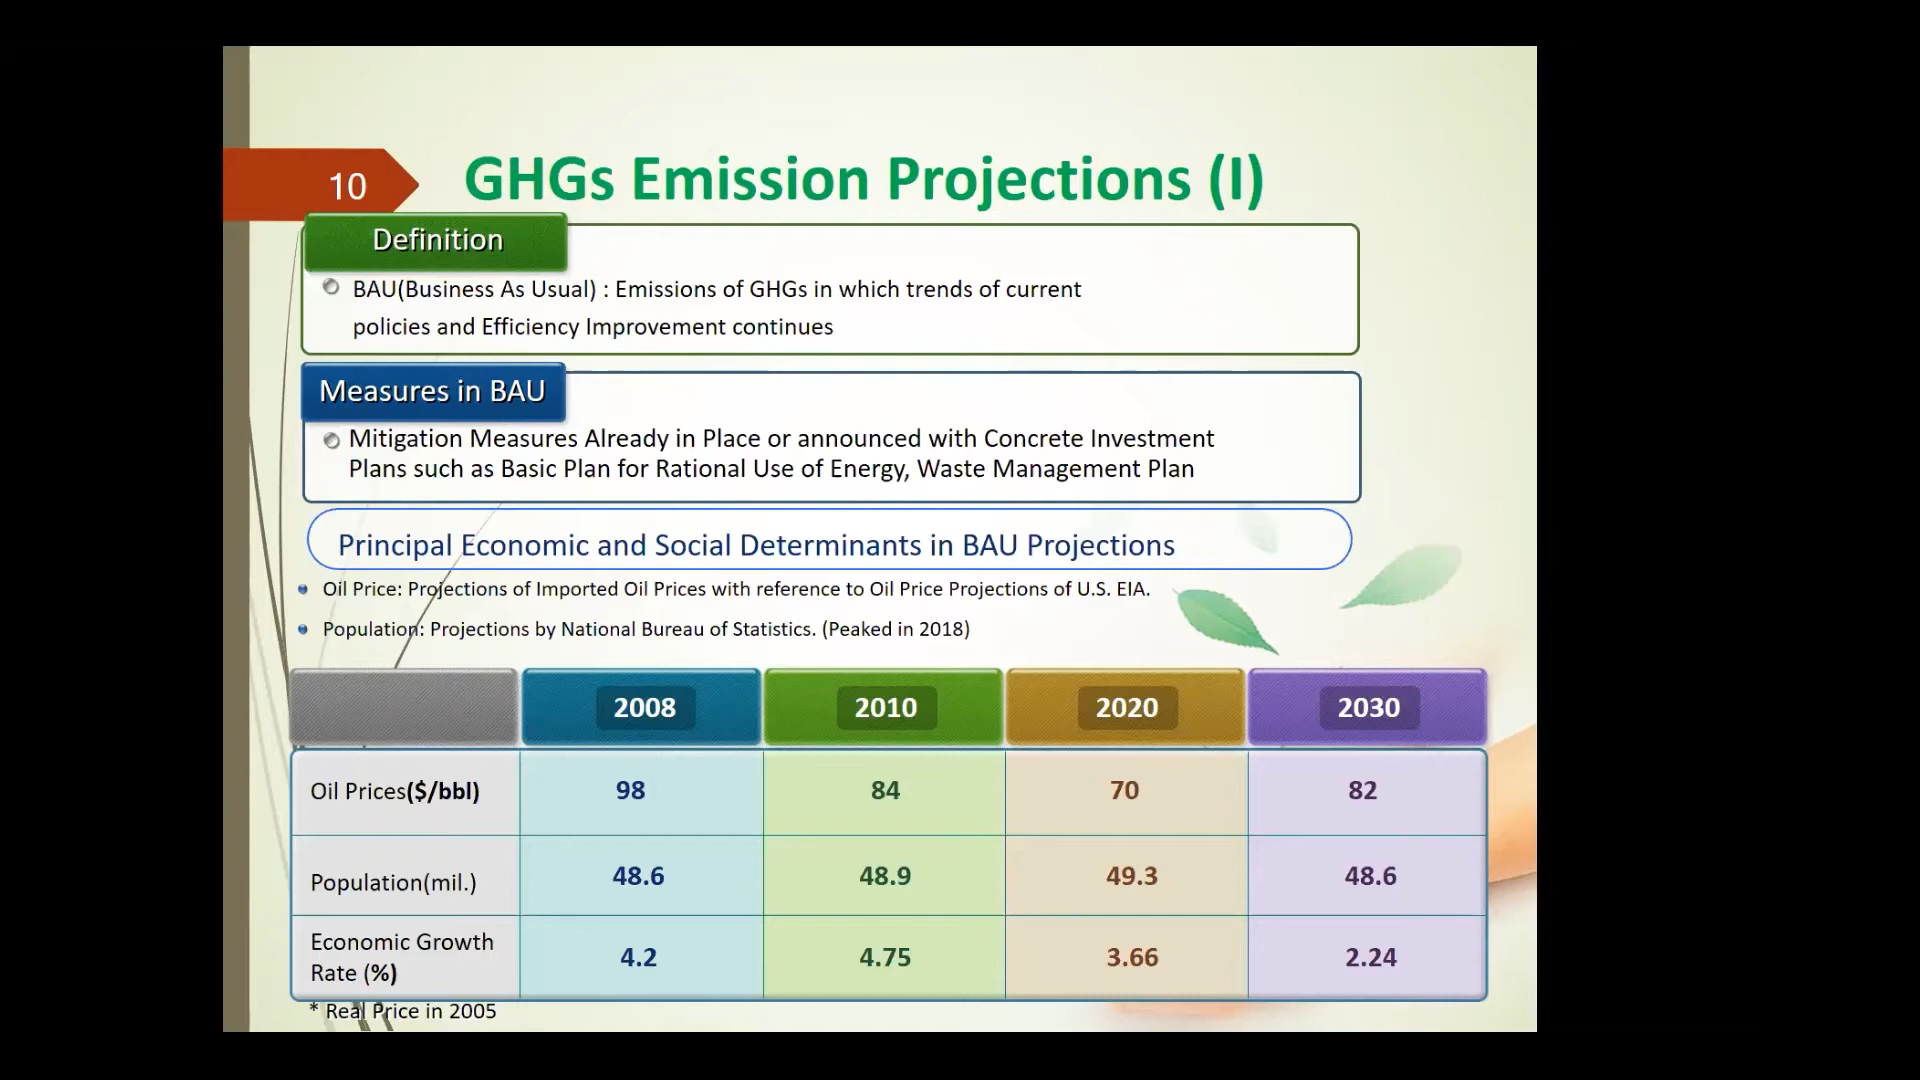 10
GHGs Emission Projections (I)
Definition
BAU(Business As Usual) : Emissions of GHGs in which trends of current
policies and Efficiency Improvement continues
Measures in BAU
Mitigation Measures Already in Place or announced with Concrete Investment
Plans such as Basic Plan for Rational Use of Energy, Waste Management Plan
Principal Economic and Social Determinants in BAU Projections
Oil Price: Projections of Imported Oil Prices with reference to Oil Price Projections of U.S. EIA.
Population: Projections by National Bureau of Statistics. (Peaked in 2018)
2008 2010 2020 2030
Oil Prices($/bbl) 98 84 70 82
Population(mil.) 48.6 48.9 49.3 48.6
Economic Growth
Rate (%) 4.2 4.75 3.66 2.24
* Real Price in 2005